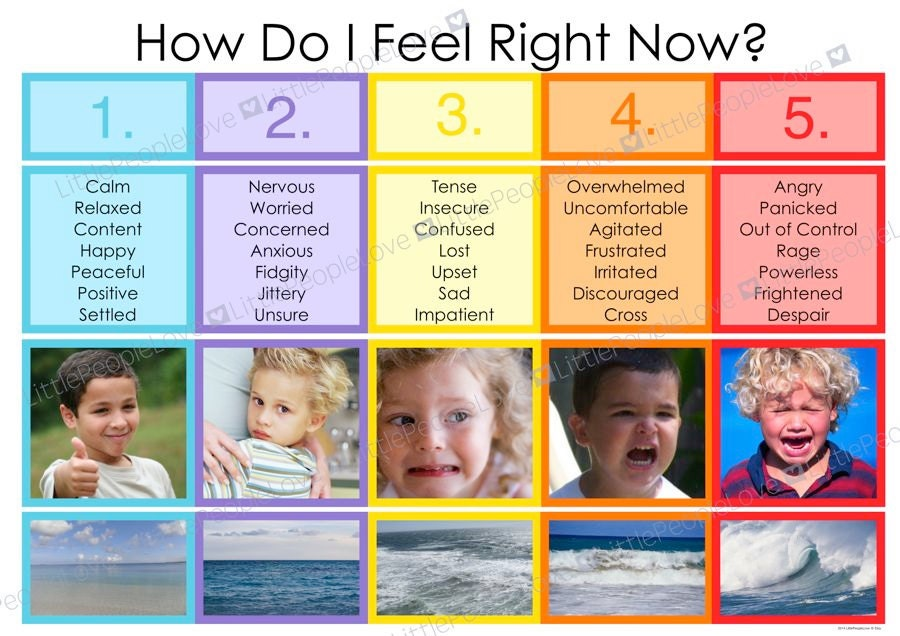 How Do I Feel Right Now?
1.
2.
3.
4.
5.
Calm
Relaxed
Content
Happy
Peaceful
Positive
Settled
Nervous
Worried
Concerned
Anxious
Fidgity
Jittery
Unsure
Tense
Insecure
Confused
Lost
Upset
Sad
Impatient
Overwhelmed
Uncomfortable
Agitated
Frustrated
Irritated
Discouraged
Cross
Angry
Panicked
Out of Control
Rage
Powerless
Frightened
Despair
LittlePeopleLove